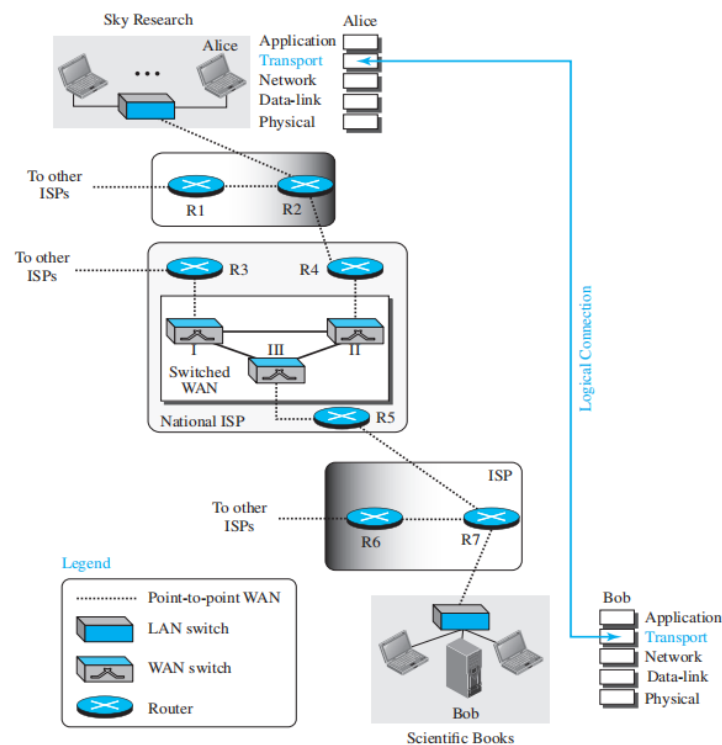 Sky Research
Alice
Alice
Application
Transport
Network
Data-link
Physical
To other
ISPs
R1
R2
To other
ISPs
R3
R4
I
III
II
Switched
WAN
National ISP
R5
Logical Connection
ISP
To other
ISPs
R6
R7
Legend
Point-to-point WAN
LAN switch
WAN switch
Router
Bob
Scientific Books
Bob
Application
Transport
Network
Data-link
Physical